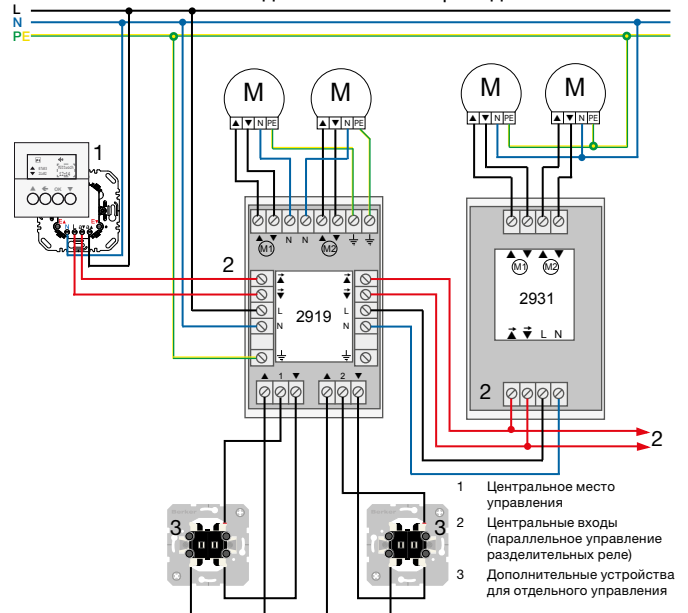 L
N
PE
M
M
M
M
▲ ▼ N PE
▲ ▼ N PE
▲ ▼ N PE
▲ ▼ N PE
1
OK
▲ ▼ N N ▲ ▼
M1 M2
2
L L
N N
2919
▲ 1 ▼ ▲ 2 ▼
▲ ▼ ▲ ▼
M1 M2
2931
L N
2
2
3
3
1 Центральное место
управления
2 Центральные входы
(параллельное управление
разделительных реле)
3 Дополнительные устройства
для отдельного управления